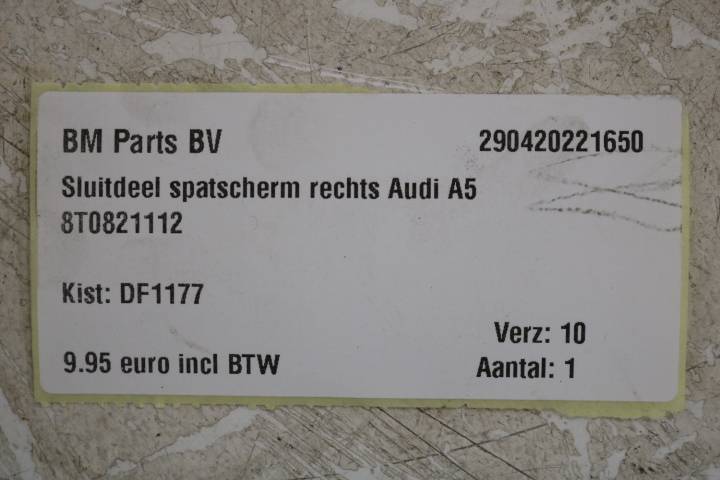 BM Parts BV 290420221650
Sluitdeel spatscherm rechts Audi A5
8T0821112
Kist: DF1177
Verz: 10
9.95 euro incl BTW Aantal: 1